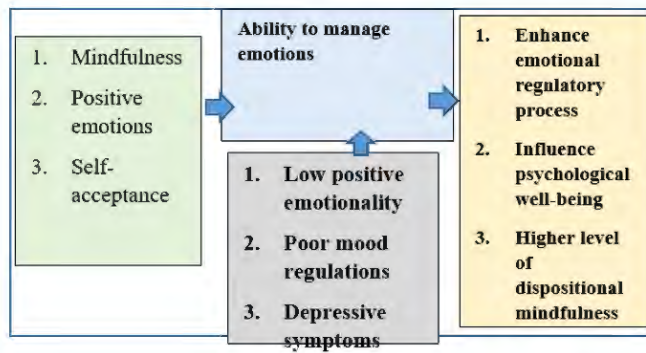 1. Mindfulness
2. Positive
emotions
3. Self-
acceptance
Ability to manage
emotions
1. Low positive
emotionality
2. Poor mood
regulations
3. Depressive
symptoms
1. Enhance
emotional
regulatory
process
2. Influence
psychological
well-being
3. Higher level
of
dispositional
mindfulness